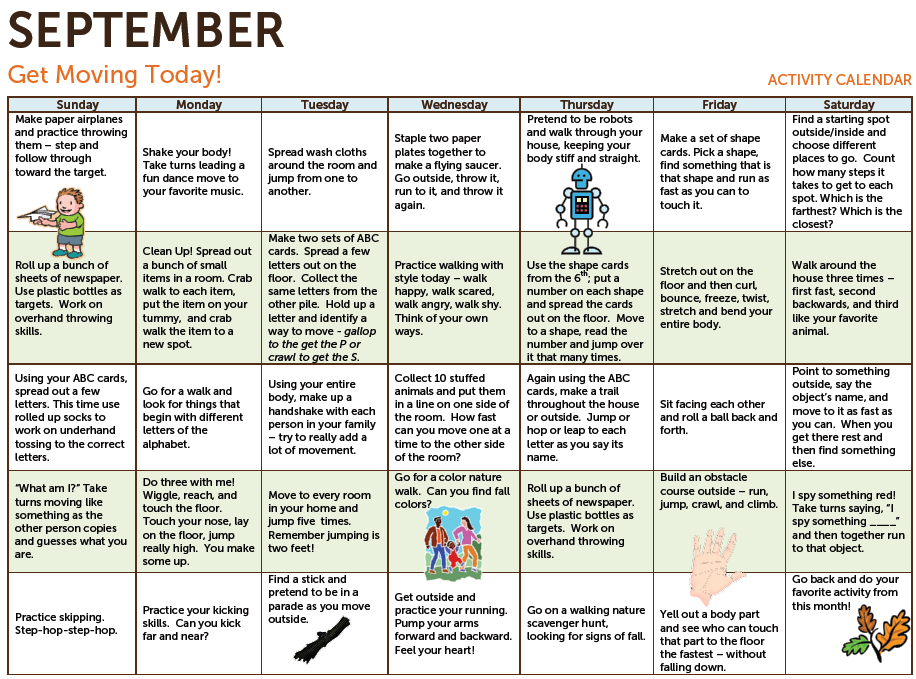 SEPTEMBER
Get Moving Today!
ACTIVITY CALENDAR
Sunday
Monday
Tuesday
Wednesday
Thursday
Friday
Saturday
Make paper airplanes
and practice throwing
them – step and
follow through
toward the target.
Shake your body!
Take turns leading a
fun dance move to
your favorite music.
Spread wash cloths
around the room and
jump from one to
another.
Staple two paper
plates together to
make a flying saucer.
Go outside, throw it,
run to it, and throw it
again.
Pretend to be robots
and walk through your
house, keeping your
body stiff and straight.
Make a set of shape
cards. Pick a shape,
find something that is
that shape and run as
fast as you can to
touch it.
Find a starting spot
outside/inside and
choose different
places to go. Count
how many steps it
takes to get to each
spot. Which is the
farthest? Which is the
closest?
Roll up a bunch of
sheets of newspaper.
Use plastic bottles as
targets. Work on
overhand throwing
skills.
Clean Up! Spread out
a bunch of small
items in a room. Crab
walk to each item,
put the item on your
tummy, and crab
walk the item to a
new spot.
Make two sets of ABC
cards. Spread a few
letters out on the
floor. Collect the
same letters from the
other pile. Hold up a
letter and identify a
way to move - gallop
to the get the P or
crawl to get the S.
Practice walking with
style today – walk
happy, walk scared,
walk angry, walk shy.
Think of your own
ways.
Use the shape cards
from the 6th; put a
number on each shape
and spread the cards
out on the floor. Move
to a shape, read the
number and jump over
it that many times.
Stretch out on the
floor and then curl,
bounce, freeze, twist,
stretch and bend your
entire body.
Walk around the
house three times –
first fast, second
backwards, and third
like your favorite
animal.
Using your ABC cards,
spread out a few
letters. This time use
rolled up socks to
work on underhand
tossing to the correct
letters.
Go for a walk and
look for things that
begin with different
letters of the
alphabet.
Using your entire
body, make up a
handshake with each
person in your family
– try to really add a
lot of movement.
Collect 10 stuffed
animals and put them
in a line on one side of
the room. How fast
can you move one at a
time to the other side
of the room?
Again using the ABC
cards, make a trail
throughout the house
or outside. Jump or
hop or leap to each
letter as you say its
name.
Sit facing each other
and roll a ball back and
forth.
Point to something
outside, say the
object's name, and
move to it as fast as
you can. When you
get there rest and
then find something
else.
"What am I?" Take
turns moving like
something as the
other person copies
and guesses what you
are.
Do three with me!
Wiggle, reach, and
touch the floor.
Touch your nose, lay
on the floor, jump
really high. You make
some up.
Move to every room
in your home and
jump five times.
Remember jumping is
two feet!
Go for a color nature
walk. Can you find fall
colors?
Roll up a bunch of
sheets of newspaper.
Use plastic bottles as
targets. Work on
overhand throwing
skills.
Build an obstacle
course outside – run,
jump, crawl, and climb.
I spy something red!
Take turns saying, "I
spy something ____"
and then together run
to that object.
Practice skipping.
Step-hop-step-hop.
Practice your kicking
skills. Can you kick
far and near?
Find a stick and
pretend to be in a
parade as you move
outside.
Get outside and
practice your running.
Pump your arms
forward and backward.
Feel your heart!
Go on a walking nature
scavenger hunt,
looking for signs of fall.
Yell out a body part
and see who can touch
that part to the floor
the fastest – without
falling down.
Go back and do your
favorite activity from
this month!